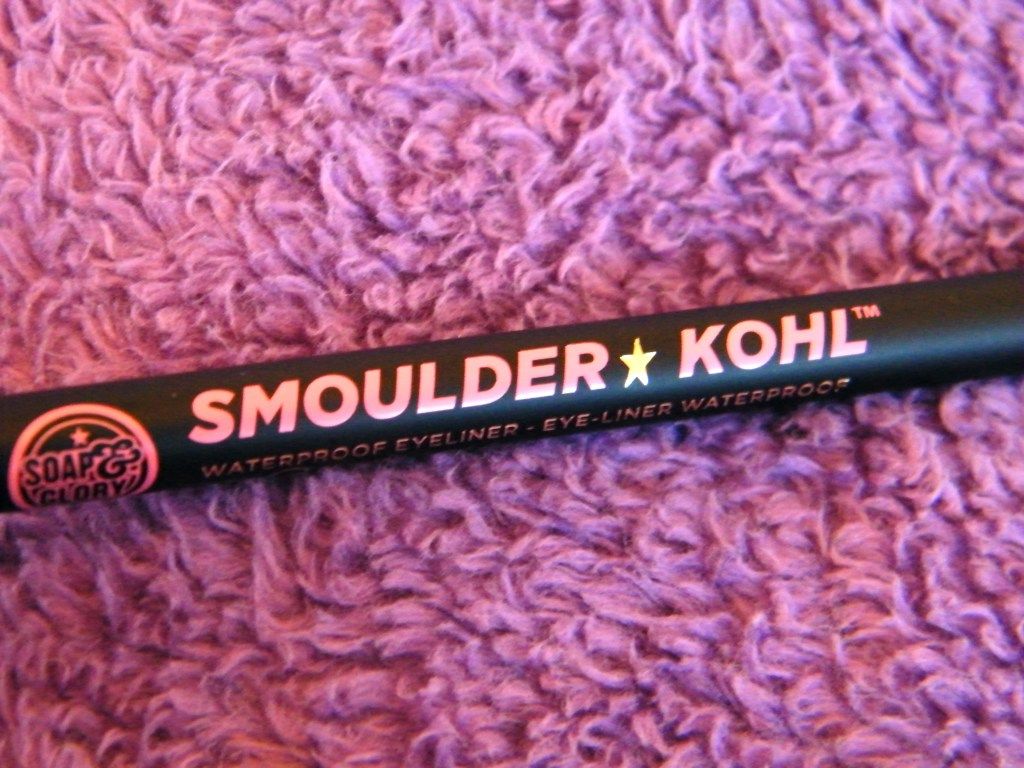 SOAP &
GLORY
SMOULDER ★ KOHL™
WATERPROOF EYELINER - EYE-LINER WATERPROOF